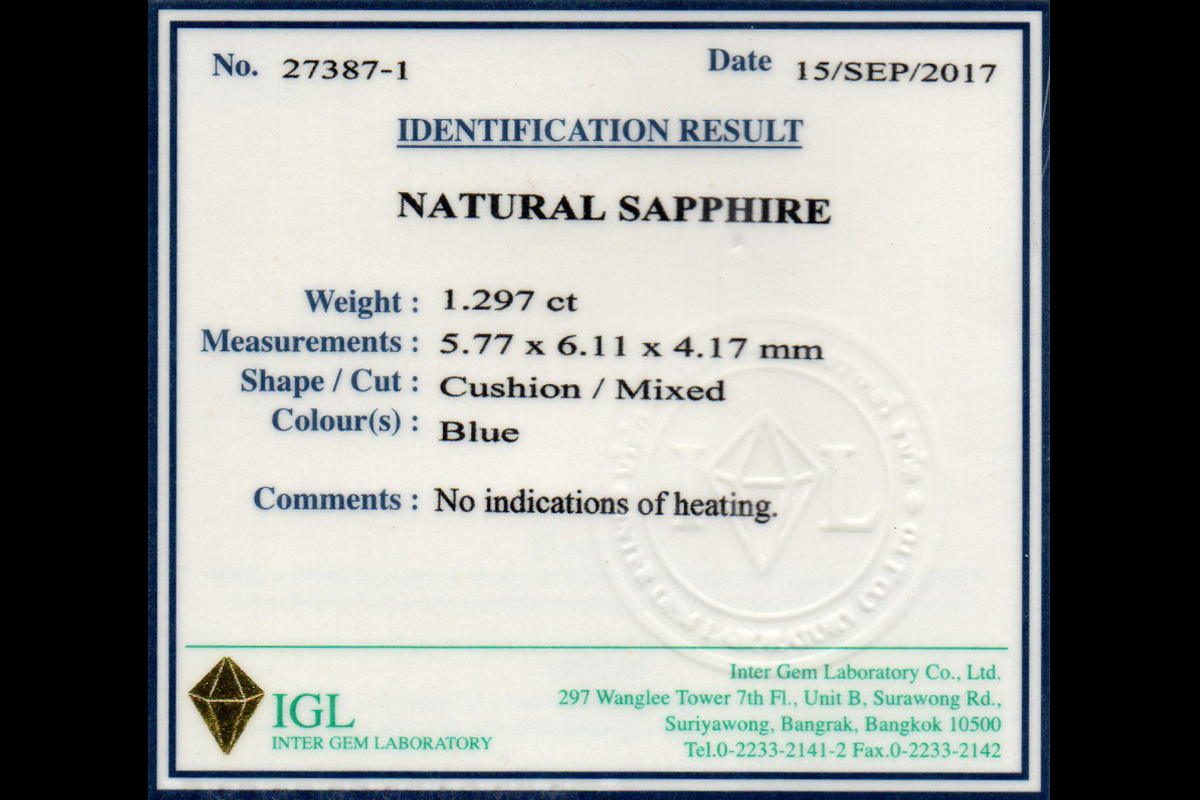 No. 27387-1 Date 15/SEP/2017
IDENTIFICATION RESULT
NATURAL SAPPHIRE
Weight : 1.297 ct
Measurements : 5.77 x 6.11 x 4.17 mm
Shape / Cut : Cushion / Mixed
Colour(s) : Blue
Comments : No indications of heating.
I L
IGL
INTER GEM LABORATORY
Inter Gem Laboratory Co., Ltd.
297 Wanglee Tower 7th Fl., Unit B, Surawong Rd.,
Suriyawong, Bangrak, Bangkok 10500
Tel.0-2233-2141-2 Fax.0-2233-2142